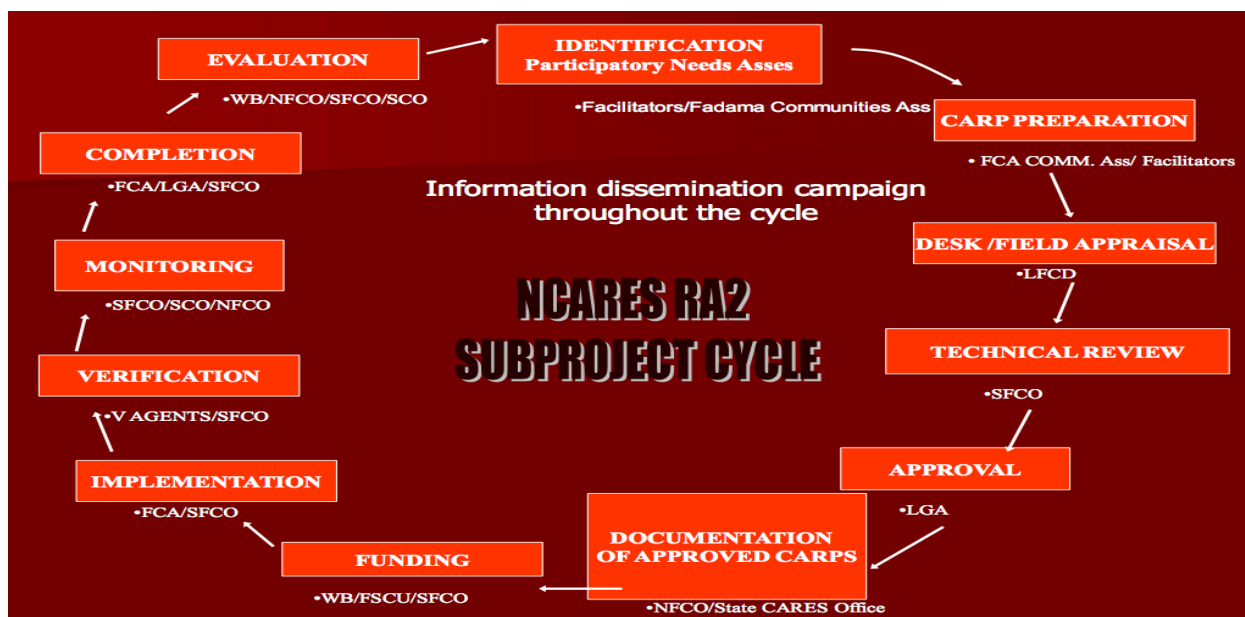 IDENTIFICATION
Participatory Needs Asses
•Facilitators/Fadama Communities Ass
CARP PREPARATION
• FCA COMM. Ass/ Facilitators
DESK /FIELD APPRAISAL
•LFCD
TECHNICAL REVIEW
•SFCO
APPROVAL
•LGA
DOCUMENTATION
OF APPROVED CARPS
•NFCO/State CARES Office
FUNDING
•WB/FSCU/SFCO
IMPLEMENTATION
•FCA/SFCO
VERIFICATION
•V AGENTS/SFCO
MONITORING
•SFCO/SCO/NFCO
COMPLETION
•FCA/LGA/SFCO
EVALUATION
•WB/NFCO/SFCO/SCO
Information dissemination campaign
throughout the cycle
NCARES RA2
SUBPROJECT CYCLE